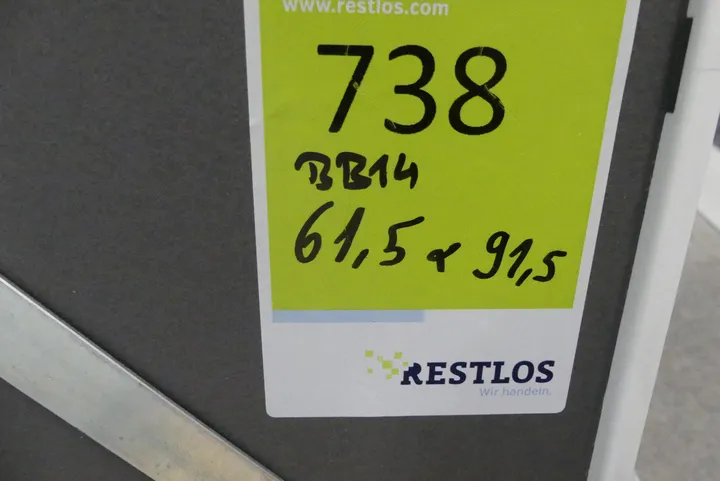 www.restlos.com
738
BB14
61,5 x 91,5
RESTLOS
Wir handeln.